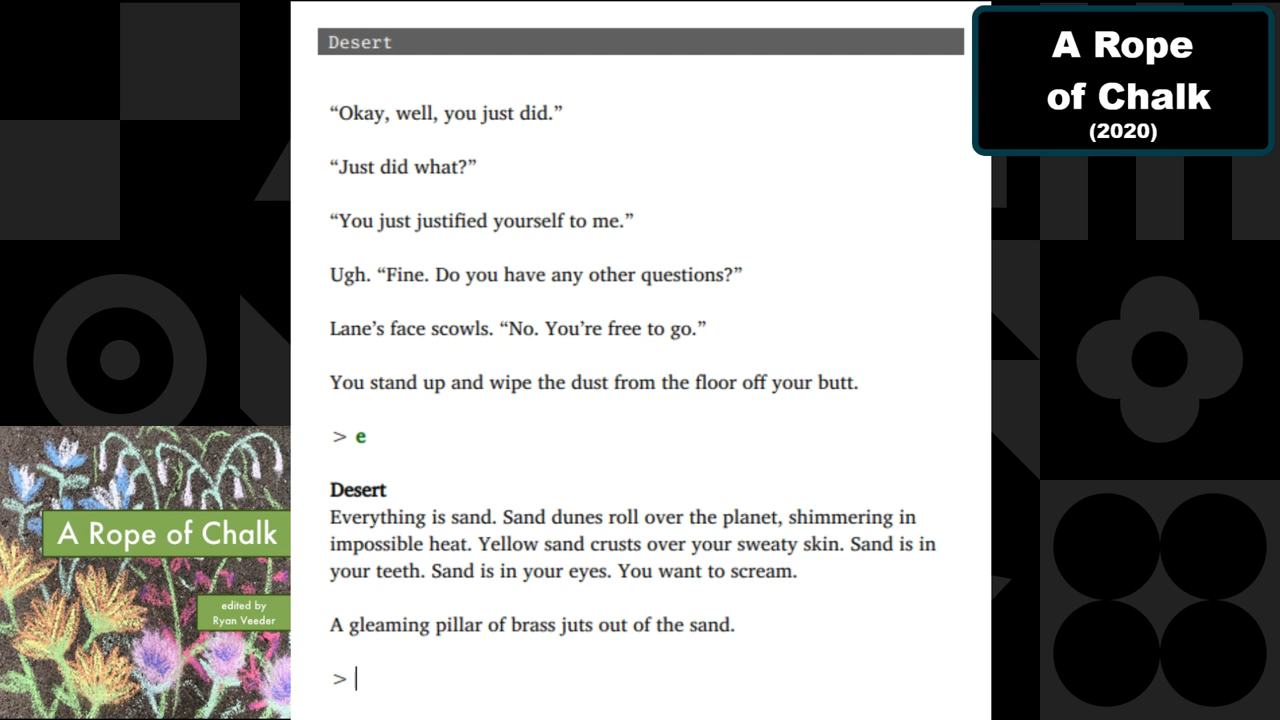 Desert
“Okay, well, you just did.”
“Just did what?”
“You just justified yourself to me.”
Ugh. “Fine. Do you have any other questions?”
Lane’s face scowls. “No. You’re free to go.”
You stand up and wipe the dust from the floor off your butt.
> e
Desert
Everything is sand. Sand dunes roll over the planet, shimmering in
impossible heat. Yellow sand crusts over your sweaty skin. Sand is in
your teeth. Sand is in your eyes. You want to scream.
A gleaming pillar of brass juts out of the sand.
>
A Rope
of Chalk
(2020)
A Rope of Chalk
edited by
Ryan Veeder